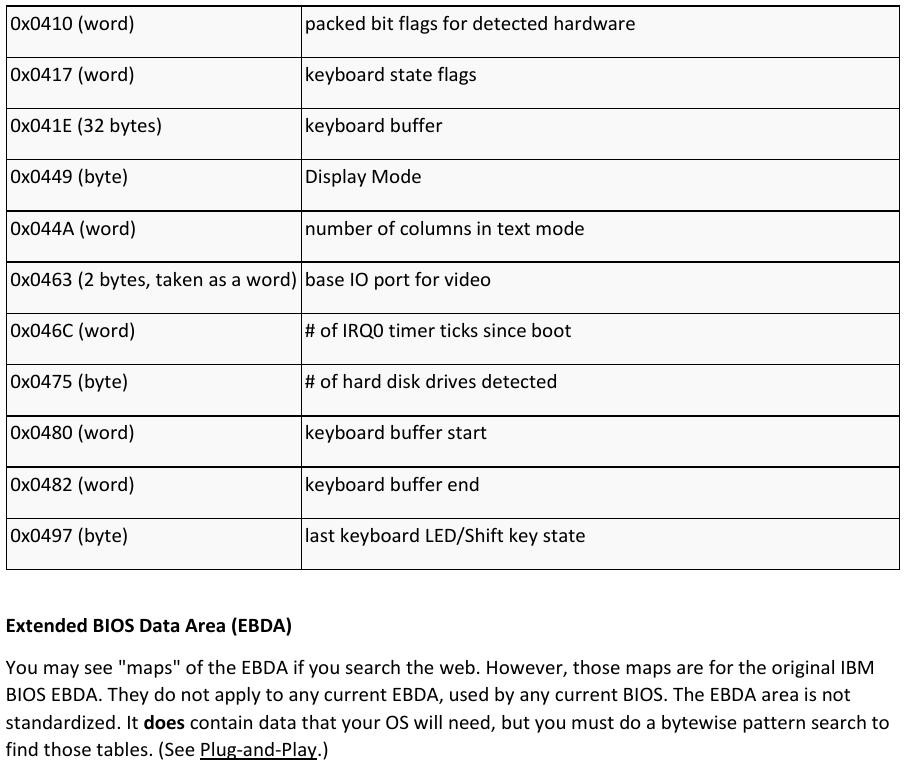 0x0410 (word) packed bit flags for detected hardware
0x0417 (word) keyboard state flags
0x041E (32 bytes) keyboard buffer
0x0449 (byte) Display Mode
0x044A (word) number of columns in text mode
0x0463 (2 bytes, taken as a word) base IO port for video
0x046C (word) # of IRQ0 timer ticks since boot
0x0475 (byte) # of hard disk drives detected
0x0480 (word) keyboard buffer start
0x0482 (word) keyboard buffer end
0x0497 (byte) last keyboard LED/Shift key state
Extended BIOS Data Area (EBDA)
You may see "maps" of the EBDA if you search the web. However, those maps are for the original IBM
BIOS EBDA. They do not apply to any current EBDA, used by any current BIOS. The EBDA area is not
standardized. It does contain data that your OS will need, but you must do a bytewise pattern search to
find those tables. (See Plug-and-Play.)